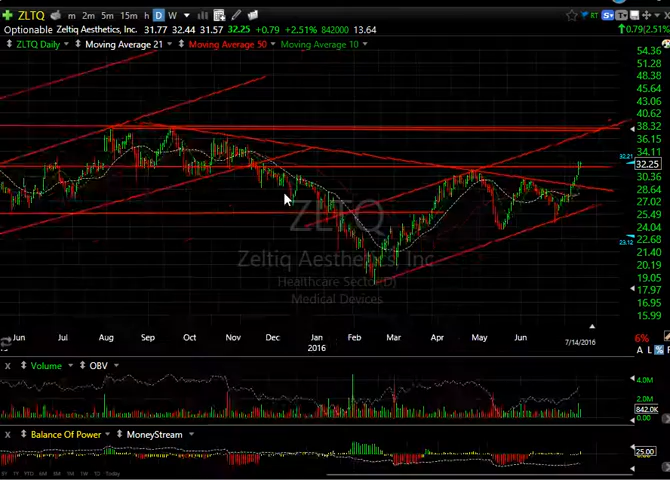 ZLTQ m 2m 5m 15m h D W RT S T
Optionable Zeltiq Aesthetics, Inc. 31.77 32.44 31.57 32.25 +0.79 +2.51% 842000 13.64 0.79 (2.51%)
ZLTQ Daily Moving Average 21 Moving Average 50 Moving Average 10
54.36
51.28
48.38
45.64
43.06
40.62
38.32
36.15
34.11
32.21
32.25
30.36
28.64
27.02
25.49
24.04
23.12
22.68
21.40
20.19
19.05
17.97
16.95
15.99
ZLTQ
Zeltiq Aesthetics Inc
Healthcare Sector(D)
Medical Devices
Jun Jul Aug Sep Oct Nov Dec Jan Feb Mar Apr May Jun
2016 7/14/2016
6%
A L %
X Volume OBV
4.0M
2.0M
842.0K
X Balance Of Power MoneyStream
25.00